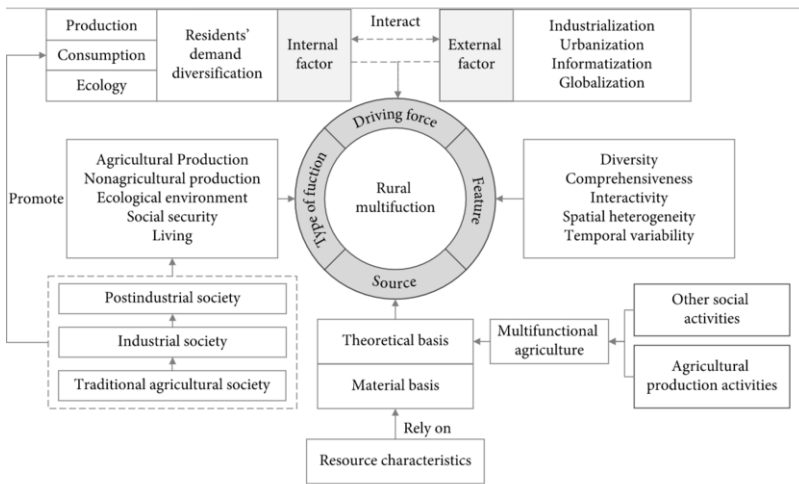 Production
Consumption
Ecology
Residents'
demand
diversification
Internal
factor
Interact
External
factor
Industrialization
Urbanization
Informatization
Globalization
Promote
Agricultural Production
Nonagricultural production
Ecological environment
Social security
Living
Driving force
Type of fuction
Rural
multifuction
Feature
Source
Diversity
Comprehensiveness
Interactivity
Spatial heterogeneity
Temporal variability
Postindustrial society
Industrial society
Traditional agricultural society
Theoretical basis
Material basis
Multifunctional
agriculture
Other social
activities
Agricultural
production activities
Rely on
Resource characteristics